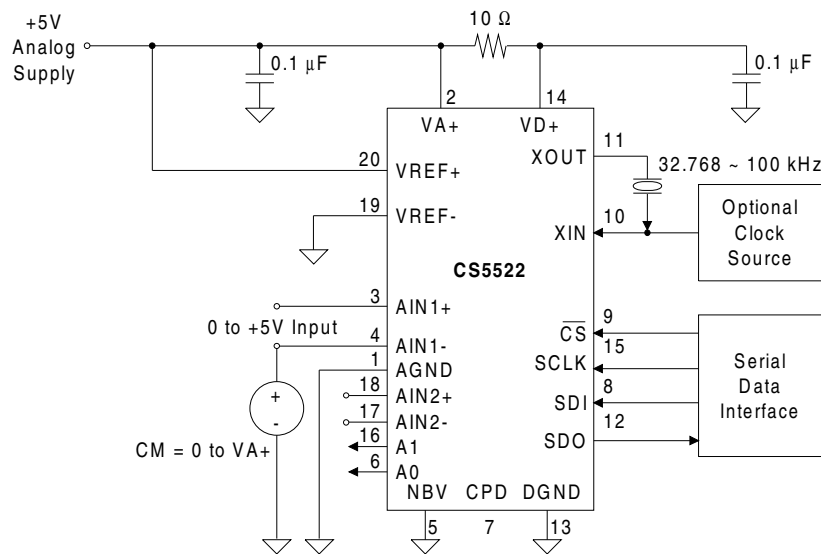 +5V
Analog
Supply
10 Ω
0.1 µF
0.1 µF
2
14
VA+
VD+
11
XOUT
20
VREF+
32.768 ~ 100 kHz
19
VREF-
10
XIN
Optional
Clock
Source
CS5522
3
AIN1+
0 to +5V Input
9
CS
4
AIN1-
15
SCLK
1
AGND
Serial
Data
Interface
18
AIN2+
8
SDI
+
-
17
AIN2-
12
SDO
16
A1
CM = 0 to VA+
6
A0
NBV
CPD
DGND
5
7
13